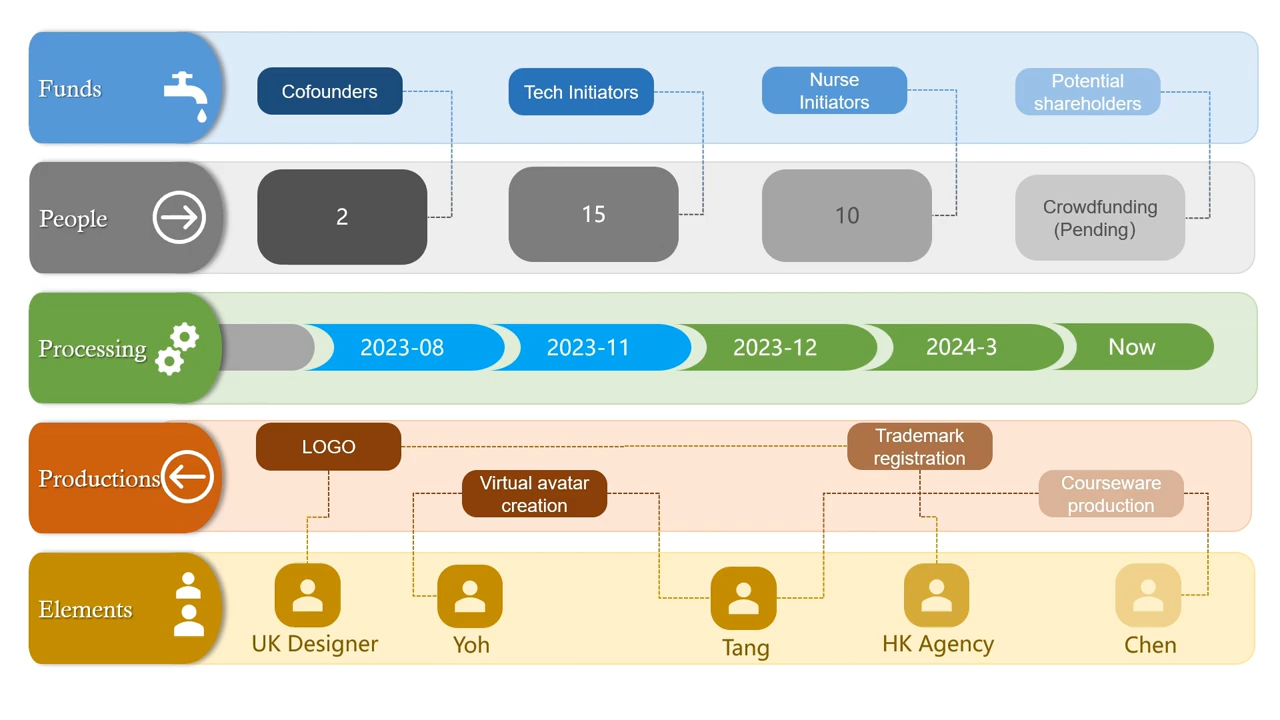 Funds
Cofounders
Tech Initiators
Nurse
Initiators
Potential
shareholders
People
2
15
10
Crowdfunding
(Pending)
Processing
2023-08
2023-11
2023-12
2024-3
Now
Productions
LOGO
Trademark
registration
Virtual avatar
creation
Courseware
production
Elements
UK Designer
Yoh
Tang
HK Agency
Chen